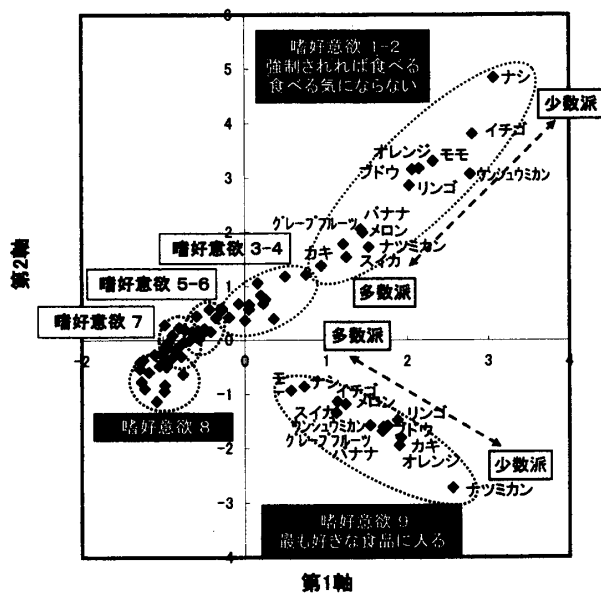 6
嗜好意欲 1-2
強制されれば食べる
食べる気にならない
ナシ
5
少数派
イチゴ
4
オレンジ
モモ
ブドウ
ウンシュウミカン
3
リンゴ
バナナ
グレープフルーツ
メロン
2
ナツミカン
嗜好意欲 3-4
カキ
スイカ
第2軸
1
嗜好意欲 5-6
多数派
嗜好意欲 7
多数派
-2
0
1
2
3
4
-1
モモ
ナシ
イチゴ
メロン
スイカ
リンゴ
ウンシュウミカン
ブドウ
嗜好意欲 8
グレープフルーツ
カキ
-2
バナナ
オレンジ
少数派
ナツミカン
-3
嗜好意欲 9
最も好きな食品に入る
-4
第1軸